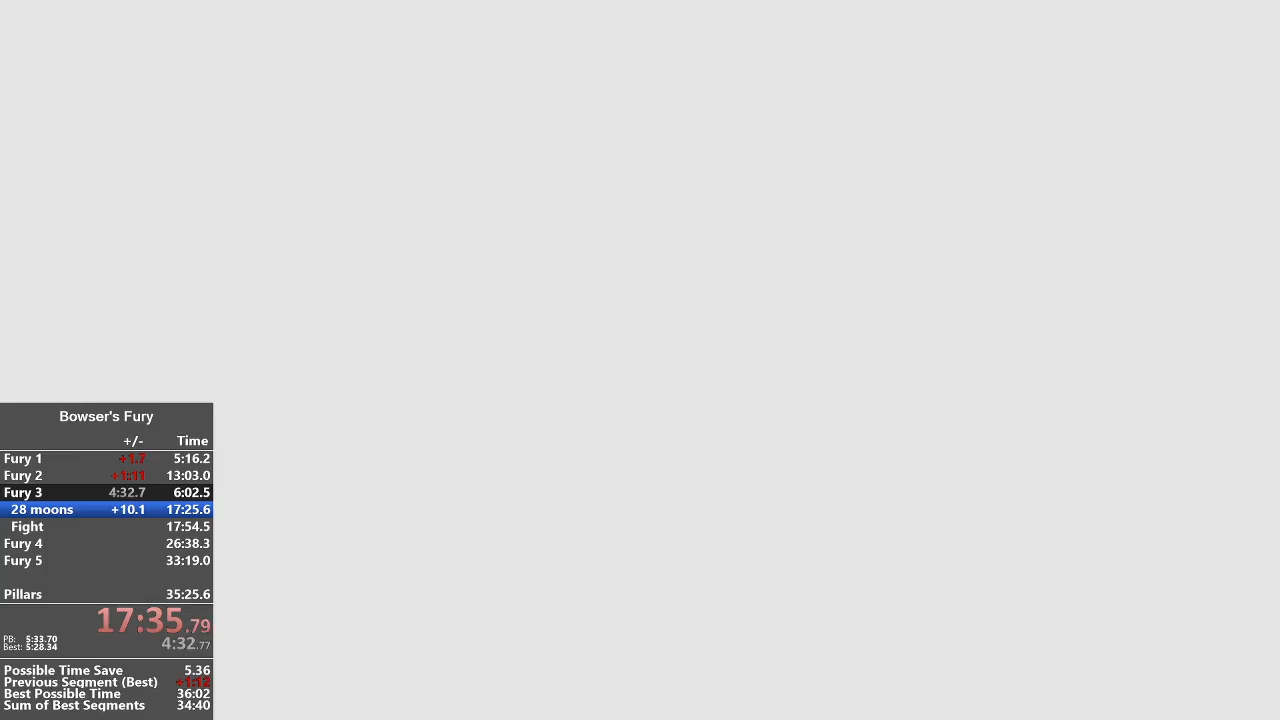 Bowser's Fury
+/- Time
Fury 1 +1.7 5:16.2
Fury 2 +1:11 13:03.0
Fury 3 4:32.7 6:02.5
28 moons +10.1 17:25.6
Fight 17:54.5
Fury 4 26:38.3
Fury 5 33:19.0
Pillars 35:25.6
17:35.79
PB: 5:33.70
Best: 5:28.34
4:32.77
Possible Time Save 5.36
Previous Segment (Best) +1:12
Best Possible Time 36:02
Sum of Best Segments 34:40